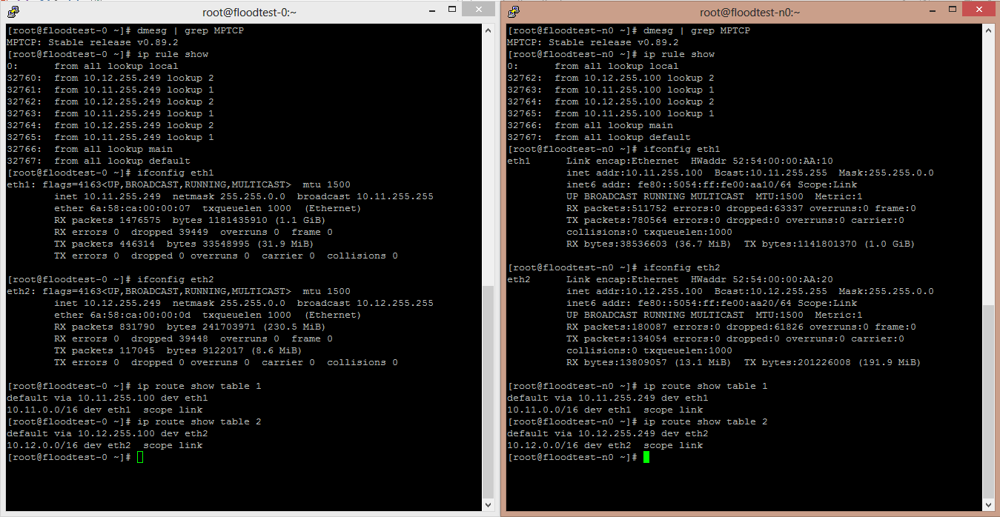 root@floodtest-0:~
[root@floodtest-0 ~]# dmesg | grep MPTCP
MPTCP: Stable release v0.89.2
[root@floodtest-0 ~]# ip rule show
0:      from all lookup local
32760:  from 10.12.255.249 lookup 2
32761:  from 10.11.255.249 lookup 1
32762:  from 10.12.255.249 lookup 2
32763:  from 10.11.255.249 lookup 1
32764:  from 10.12.255.249 lookup 2
32765:  from 10.11.255.249 lookup 1
32766:  from all lookup main
32767:  from all lookup default
[root@floodtest-0 ~]# ifconfig eth1
eth1: flags=4163<UP,BROADCAST,RUNNING,MULTICAST>  mtu 1500
        inet 10.11.255.249  netmask 255.255.0.0  broadcast 10.11.255.255
        ether 6a:58:ca:00:00:07  txqueuelen 1000  (Ethernet)
        RX packets 1476575  bytes 1181435910 (1.1 GiB)
        RX errors 0  dropped 39449  overruns 0  frame 0
        TX packets 446314  bytes 33548995 (31.9 MiB)
        TX errors 0  dropped 0 overruns 0  carrier 0  collisions 0
[root@floodtest-0 ~]# ifconfig eth2
eth2: flags=4163<UP,BROADCAST,RUNNING,MULTICAST>  mtu 1500
        inet 10.12.255.249  netmask 255.255.0.0  broadcast 10.12.255.255
        ether 6a:58:ca:00:00:0d  txqueuelen 1000  (Ethernet)
        RX packets 831790  bytes 241703971 (230.5 MiB)
        RX errors 0  dropped 39448  overruns 0  frame 0
        TX packets 117045  bytes 9122017 (8.6 MiB)
        TX errors 0  dropped 0 overruns 0  carrier 0  collisions 0
[root@floodtest-0 ~]# ip route show table 1
default via 10.11.255.100 dev eth1
10.11.0.0/16 dev eth1  scope link
[root@floodtest-0 ~]# ip route show table 2
default via 10.12.255.100 dev eth2
10.12.0.0/16 dev eth2  scope link
[root@floodtest-0 ~]#
root@floodtest-n0:~
[root@floodtest-n0 ~]# dmesg | grep MPTCP
MPTCP: Stable release v0.89.2
[root@floodtest-n0 ~]# ip rule show
0:      from all lookup local
32762:  from 10.12.255.100 lookup 2
32763:  from 10.11.255.100 lookup 1
32764:  from 10.12.255.100 lookup 2
32765:  from 10.11.255.100 lookup 1
32766:  from all lookup main
32767:  from all lookup default
[root@floodtest-n0 ~]# ifconfig eth1
eth1      Link encap:Ethernet  HWaddr 52:54:00:00:AA:10
          inet addr:10.11.255.100  Bcast:10.11.255.255  Mask:255.255.0.0
          inet6 addr: fe80::5054:ff:fe00:aa10/64 Scope:Link
          UP BROADCAST RUNNING MULTICAST  MTU:1500  Metric:1
          RX packets:511752 errors:0 dropped:63337 overruns:0 frame:0
          TX packets:780564 errors:0 dropped:0 overruns:0 carrier:0
          collisions:0 txqueuelen:1000
          RX bytes:38536603 (36.7 MiB)  TX bytes:1141801370 (1.0 GiB)
[root@floodtest-n0 ~]# ifconfig eth2
eth2      Link encap:Ethernet  HWaddr 52:54:00:00:AA:20
          inet addr:10.12.255.100  Bcast:10.12.255.255  Mask:255.255.0.0
          inet6 addr: fe80::5054:ff:fe00:aa20/64 Scope:Link
          UP BROADCAST RUNNING MULTICAST  MTU:1500  Metric:1
          RX packets:180087 errors:0 dropped:61826 overruns:0 frame:0
          TX packets:134054 errors:0 dropped:0 overruns:0 carrier:0
          collisions:0 txqueuelen:1000
          RX bytes:13809057 (13.1 MiB)  TX bytes:201226008 (191.9 MiB)
[root@floodtest-n0 ~]# ip route show table 1
default via 10.11.255.249 dev eth1
10.11.0.0/16 dev eth1  scope link
[root@floodtest-n0 ~]# ip route show table 2
default via 10.12.255.249 dev eth2
10.12.0.0/16 dev eth2  scope link
[root@floodtest-n0 ~]#